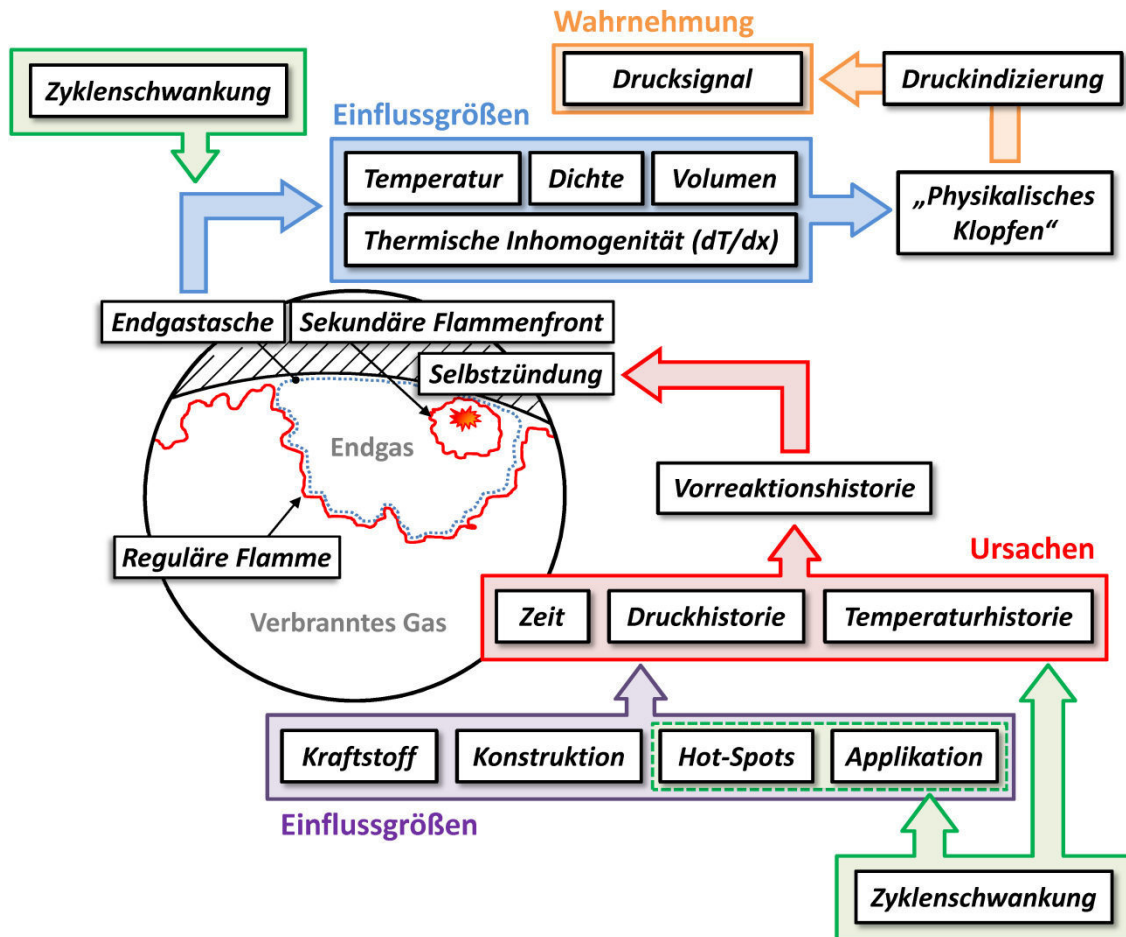 Wahrnehmung
Zyklenschwankung
Drucksignal
Druckindizierung
Einflussgrößen
Temperatur
Dichte
Volumen
„Physikalisches
Klopfen“
Thermische Inhomogenität (dT/dx)
Endgastasche
Sekundäre Flammenfront
Selbstzündung
Endgas
Vorreaktionshistorie
Reguläre Flamme
Ursachen
Verbranntes Gas
Zeit
Druckhistorie
Temperaturhistorie
Kraftstoff
Konstruktion
Hot-Spots
Applikation
Einflussgrößen
Zyklenschwankung